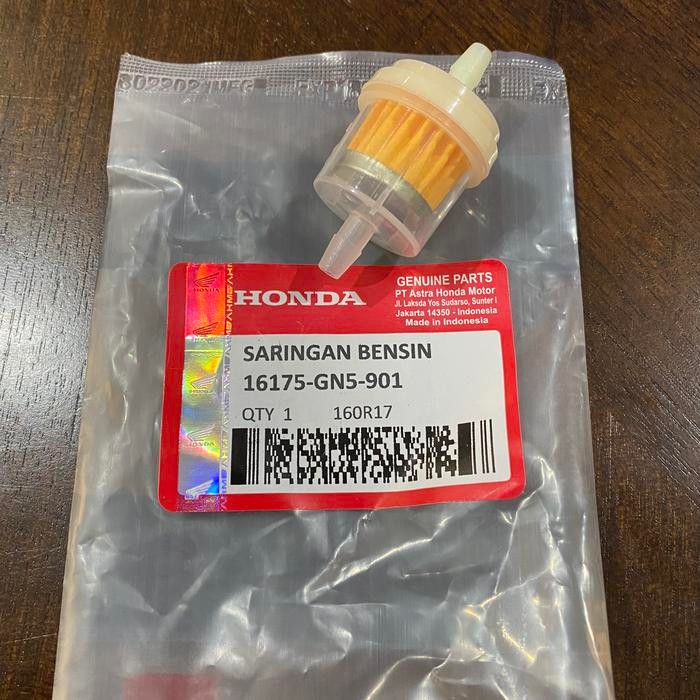 HONDA
GENUINE PARTS
PT Astra Honda Motor
Jl. Laksda Yos Sudarso, Sunter I
Jakarta 14350 - Indonesia
Made in Indonesia
SARINGAN BENSIN
16175-GN5-901
QTY 1 160R17
HONDA